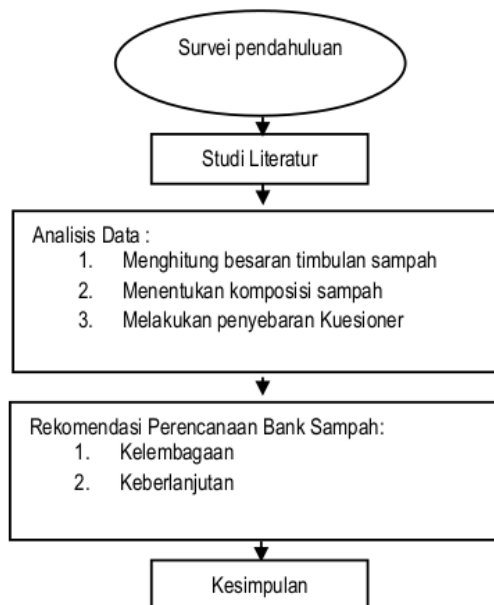 Survei pendahuluan
Studi Literatur
Analisis Data :
1. Menghitung besaran timbulan sampah
2. Menentukan komposisi sampah
3. Melakukan penyebaran Kuesioner
Rekomendasi Perencanaan Bank Sampah:
1. Kelembagaan
2. Keberlanjutan
Kesimpulan